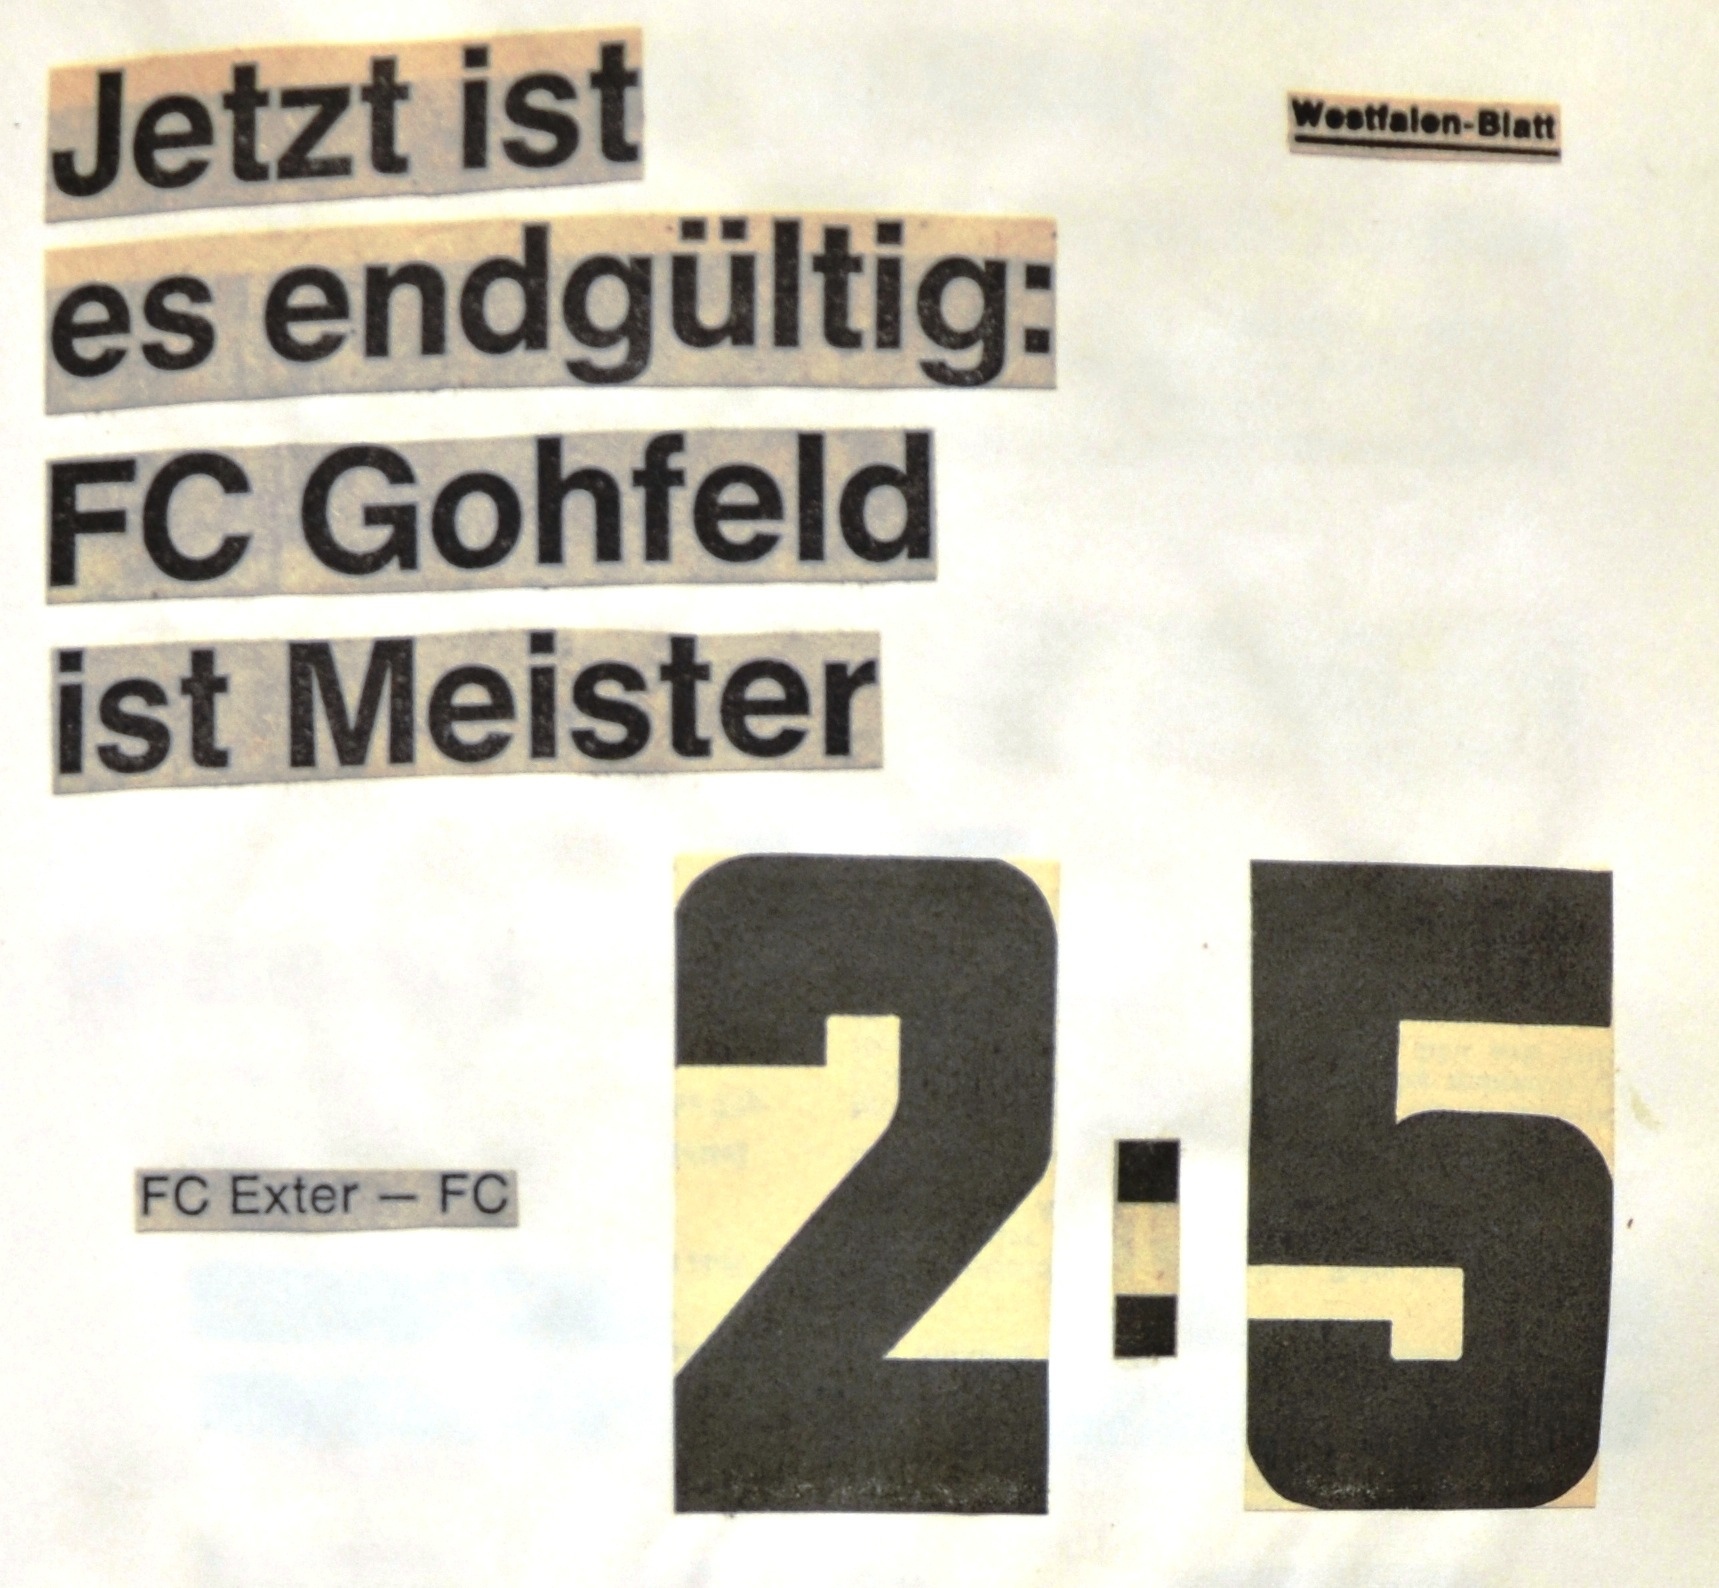 Jetzt ist
Westfalen-Blatt
es endgültig:
FC Gohfeld
ist Meister
FC Exter — FC
2:5